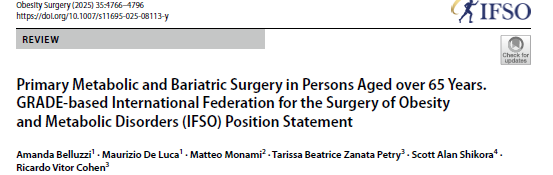 Obesity Surgery (2025) 35:4766–4796
https://doi.org/10.1007/s11695-025-08113-y
IFSO
REVIEW
Check for
updates
Primary Metabolic and Bariatric Surgery in Persons Aged over 65 Years.
GRADE-based International Federation for the Surgery of Obesity
and Metabolic Disorders (IFSO) Position Statement
Amanda Belluzzi¹ · Maurizio De Luca¹ · Matteo Monami² · Tarissa Beatrice Zanata Petry³ · Scott Alan Shikora⁴ ·
Ricardo Vitor Cohen³